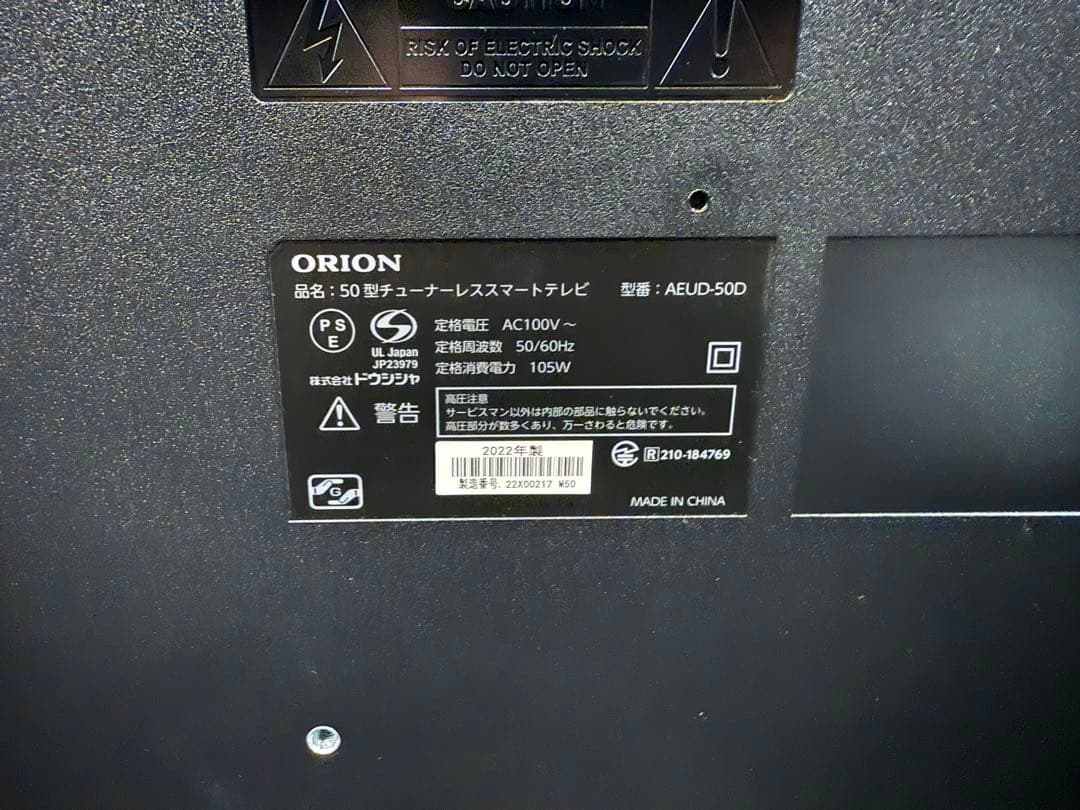 CAUTION
RISK OF ELECTRIC SHOCK
DO NOT OPEN
ORION
品名：50型チューナーレススマートテレビ 型番：AEUD-50D
PS
E
UL Japan
JP23979
株式会社ドウシシャ
定格電圧 AC100V～
定格周波数 50/60Hz
定格消費電力 105W
警告
高圧注意
サービスマン以外は内部の部品に触らないでください。
高圧部分が数多くあり、万一さわると危険です。
2022年製
製造番号. 22X00217 M50
R 210-184769
G
MADE IN CHINA